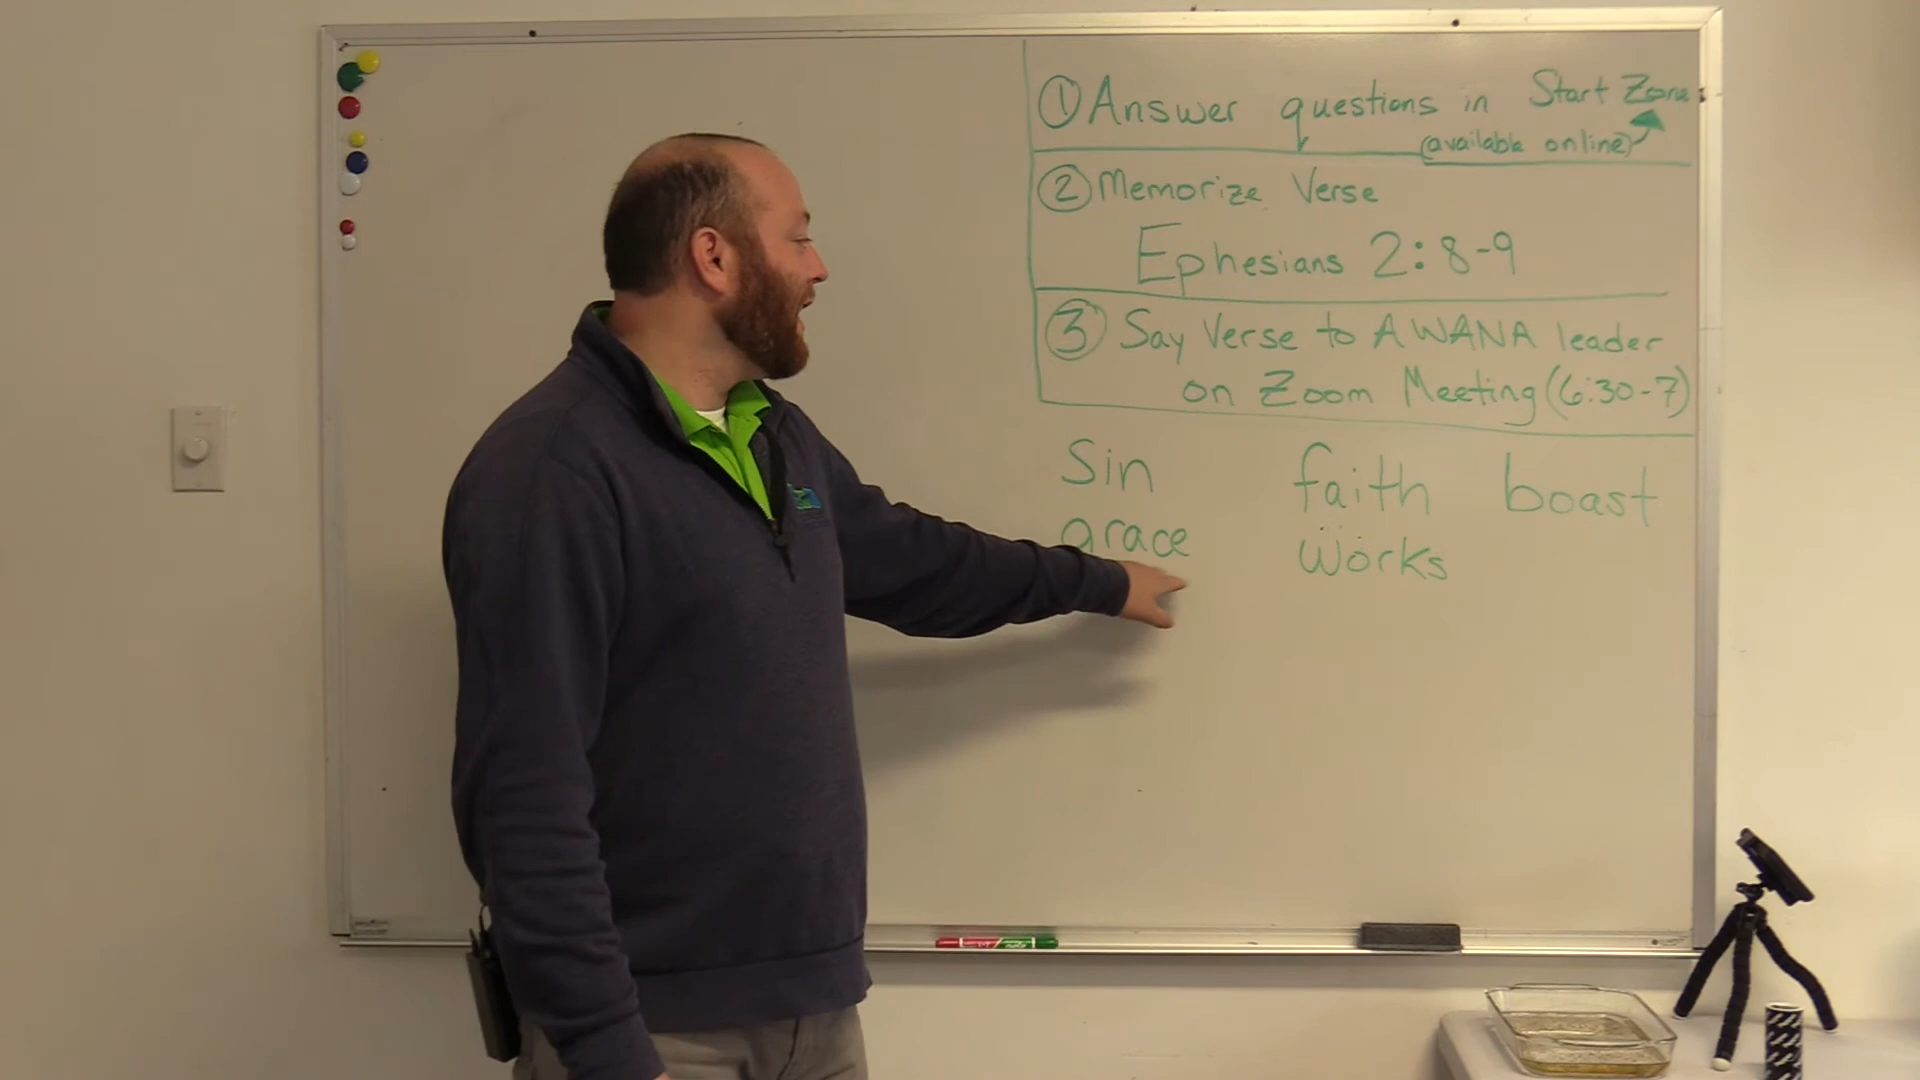 ① Answer questions in Start Zone
(available online)
② Memorize Verse
Ephesians 2:8-9
③ Say Verse to AWANA leader
on Zoom Meeting (6:30-7)
Sin faith boast
grace works